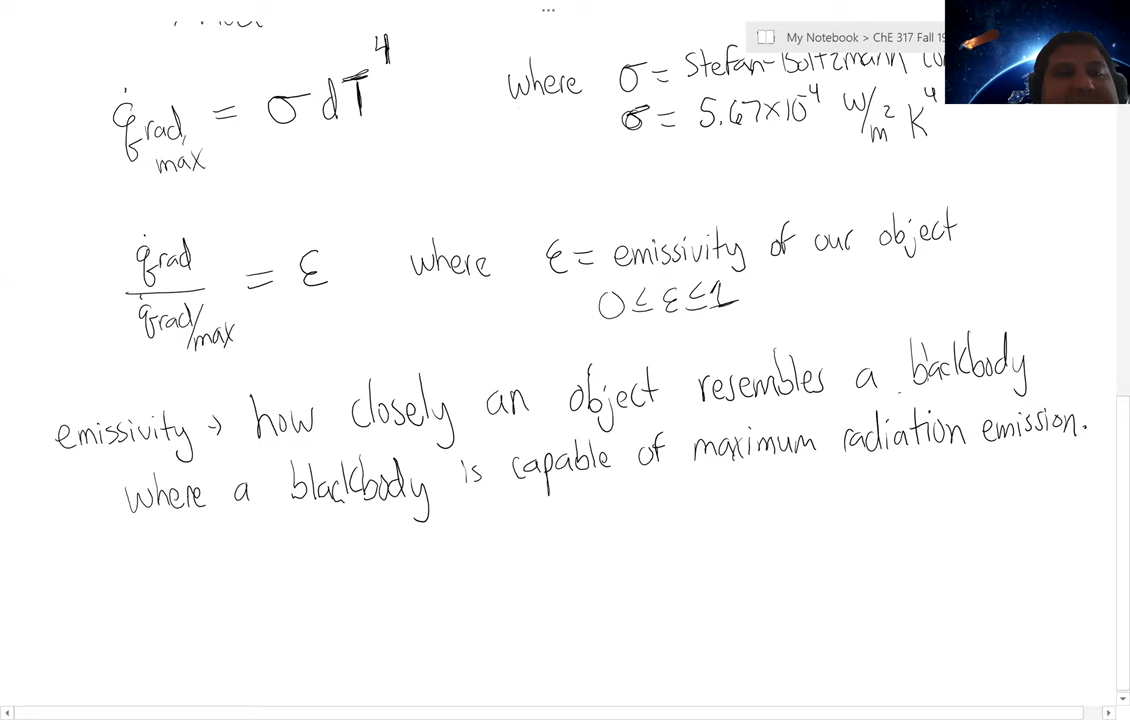 My Notebook > ChE 317 Fall 19
q̇rad, max = σ dT⁴ where σ = Stefan-Boltzmann
σ = 5.67×10⁻⁴ W/m² K⁴
q̇rad / q̇rad/max = ε where ε = emissivity of our object
0 ≤ ε ≤ 1
emissivity → how closely an object resembles a blackbody
where a blackbody is capable of maximum radiation emission.